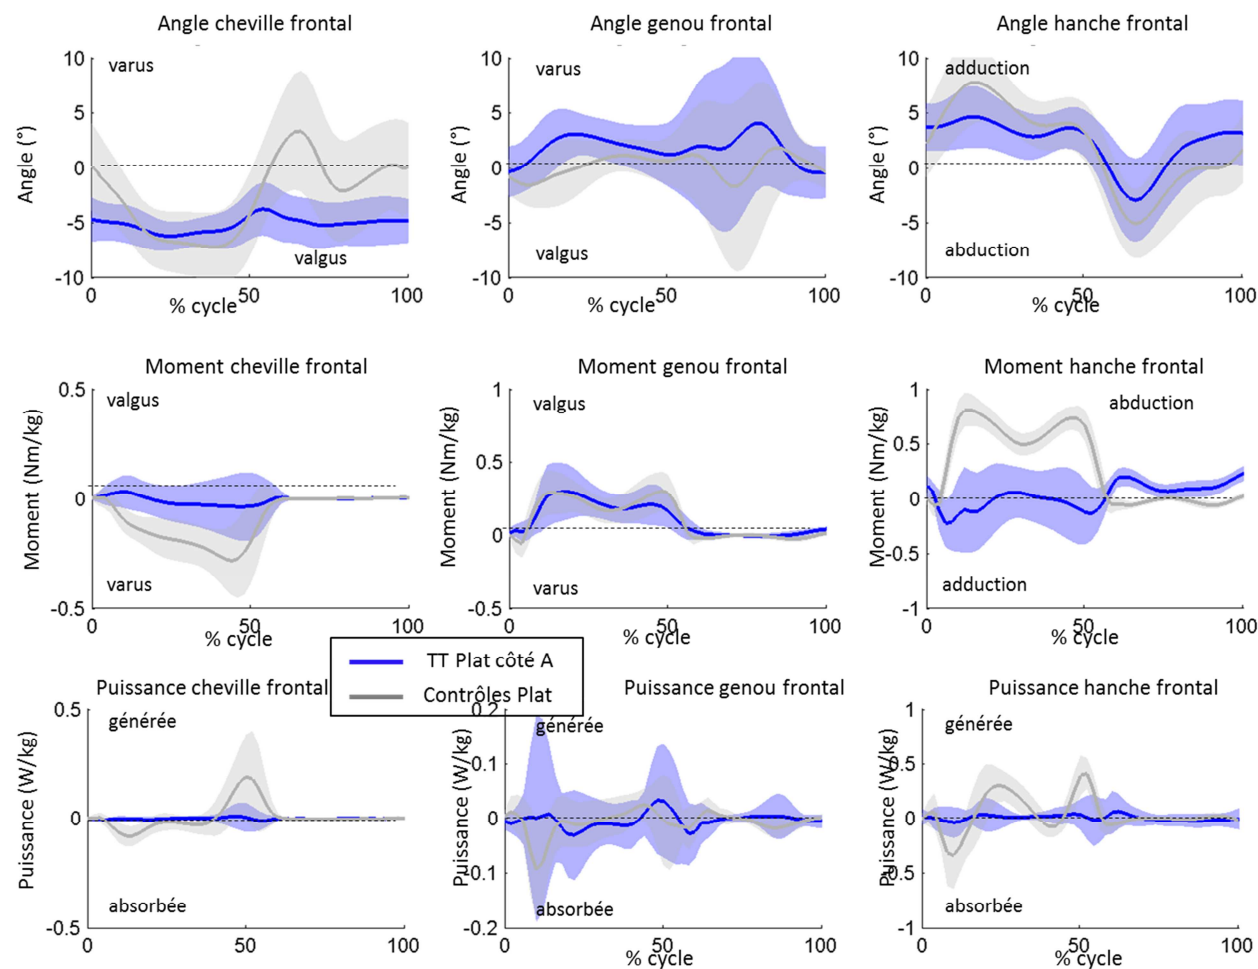 Angle cheville frontal
Angle genou frontal
Angle hanche frontal
10
5
0
-5
-10
Angle (°)
varus
valgus
0
50
100
% cycle
10
5
0
-5
-10
Angle (°)
varus
valgus
0
50
100
% cycle
10
5
0
-5
-10
Angle (°)
adduction
abduction
0
50
100
% cycle
Moment cheville frontal
Moment genou frontal
Moment hanche frontal
0.5
0
-0.5
Moment (Nm/kg)
valgus
varus
0
50
100
% cycle
1
0.5
0
-0.5
Moment (Nm/kg)
valgus
varus
0
50
100
% cycle
1
0.5
0
-0.5
-1
Moment (Nm/kg)
abduction
adduction
0
50
100
% cycle
TT Plat côté A
Contrôles Plat
Puissance cheville frontal
Puissance genou frontal
Puissance hanche frontal
0.5
0
-0.5
Puissance (W/kg)
générée
absorbée
0
50
100
% cycle
0.2
0.1
0
-0.1
-0.2
Puissance (W/kg)
générée
absorbée
0
50
100
% cycle
1
0.5
0
-0.5
-1
Puissance (W/kg)
générée
absorbée
0
50
100
% cycle